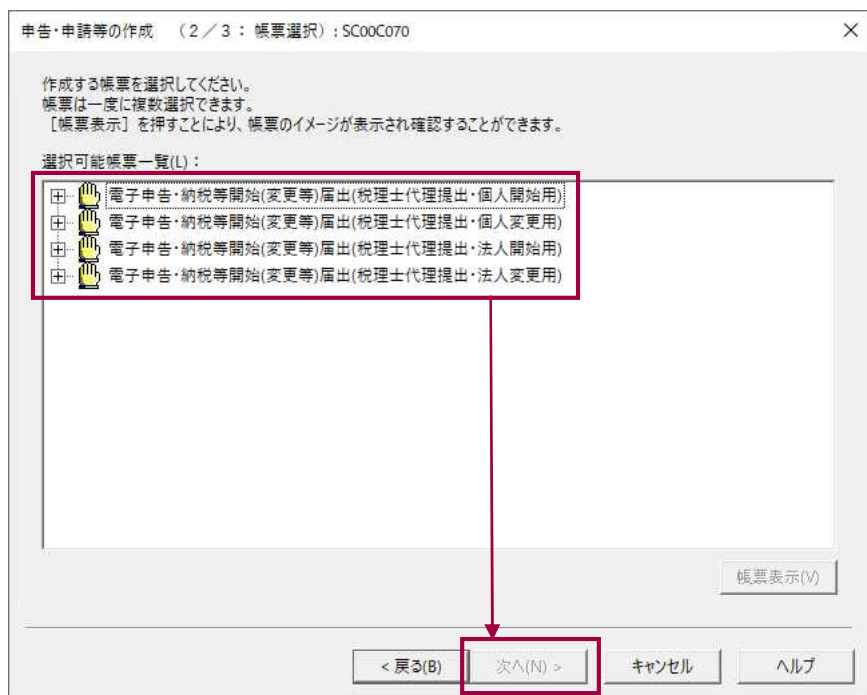 申告・申請等の作成　（２／３：帳票選択）：SC00C070
作成する帳票を選択してください。
帳票は一度に複数選択できます。
［帳票表示］を押すことにより、帳票のイメージが表示され確認することができます。
選択可能帳票一覧(L)：
電子申告・納税等開始(変更等)届出(税理士代理提出・個人開始用)
電子申告・納税等開始(変更等)届出(税理士代理提出・個人変更用)
電子申告・納税等開始(変更等)届出(税理士代理提出・法人開始用)
電子申告・納税等開始(変更等)届出(税理士代理提出・法人変更用)
帳票表示(V)
< 戻る(B)　次へ(N) >　キャンセル　ヘルプ